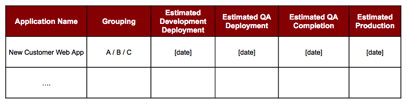 Application Name Grouping Estimated Development Deployment Estimated QA Deployment Estimated QA Completion Estimated Production
New Customer Web App A / B / C [date] [date] [date] [date]
....